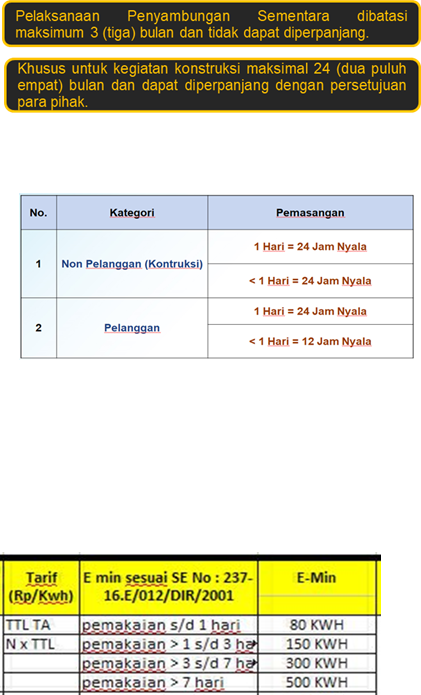 Pelaksanaan Penyambungan Sementara dibatasi
maksimum 3 (tiga) bulan dan tidak dapat diperpanjang.
Khusus untuk kegiatan konstruksi maksimal 24 (dua puluh
empat) bulan dan dapat diperpanjang dengan persetujuan
para pihak.
No. Kategori Pemasangan
1 Non Pelanggan (Kontruksi) 1 Hari = 24 Jam Nyala
< 1 Hari = 24 Jam Nyala
2 Pelanggan 1 Hari = 24 Jam Nyala
< 1 Hari = 12 Jam Nyala
Tarif E min sesuai SE No : 237- E-Min
(Rp/Kwh) 16.E/012/DIR/2001
TTL TA pemakaian s/d 1 hari 80 KWH
N x TTL pemakaian > 1 s/d 3 ha 150 KWH
pemakaian > 3 s/d 7 ha 300 KWH
pemakaian > 7 hari 500 KWH